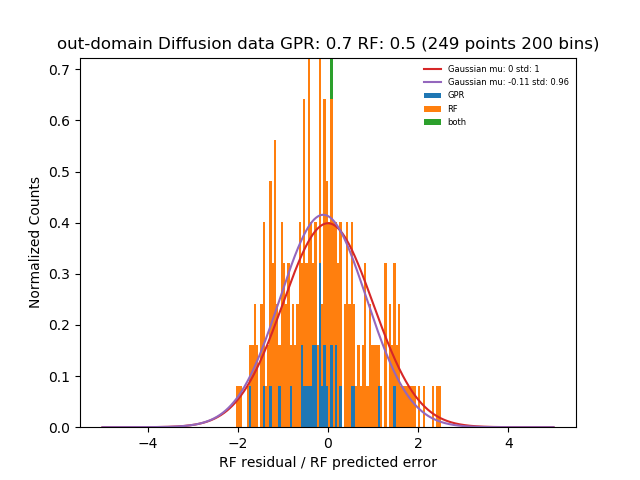 out-domain Diffusion data GPR: 0.7 RF: 0.5 (249 points 200 bins)
Gaussian mu: 0 std: 1
Gaussian mu: -0.11 std: 0.96
GPR
RF
both
Normalized Counts
0.7
0.6
0.5
0.4
0.3
0.2
0.1
0.0
−4 −2 0 2 4
RF residual / RF predicted error